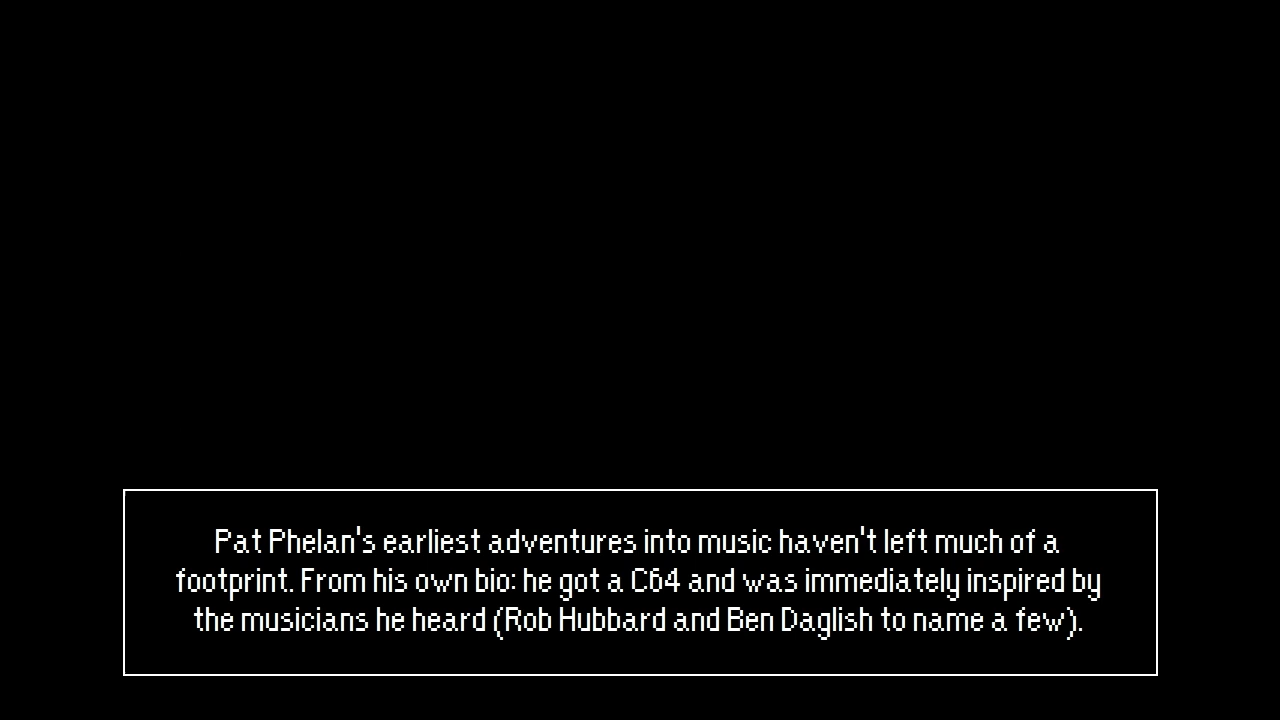 Pat Phelan's earliest adventures into music haven't left much of a
footprint. From his own bio: he got a C64 and was immediately inspired by
the musicians he heard (Rob Hubbard and Ben Daglish to name a few).